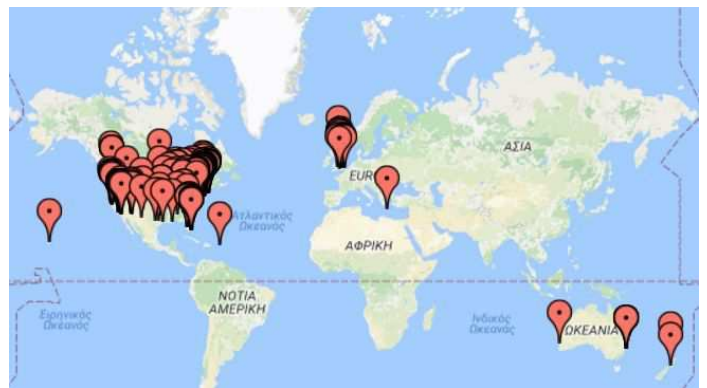 ΑΣΙΑ
EUR
Ατλαντικός
Ωκεανός
ΑΦΡΙΚΗ
ΝΟΤΙΑ
ΑΜΕΡΙΚΗ
Ειρηνικός
Ωκεανός
Ινδικός
Ωκεανός
ΩΚΕΑΝΙΑ